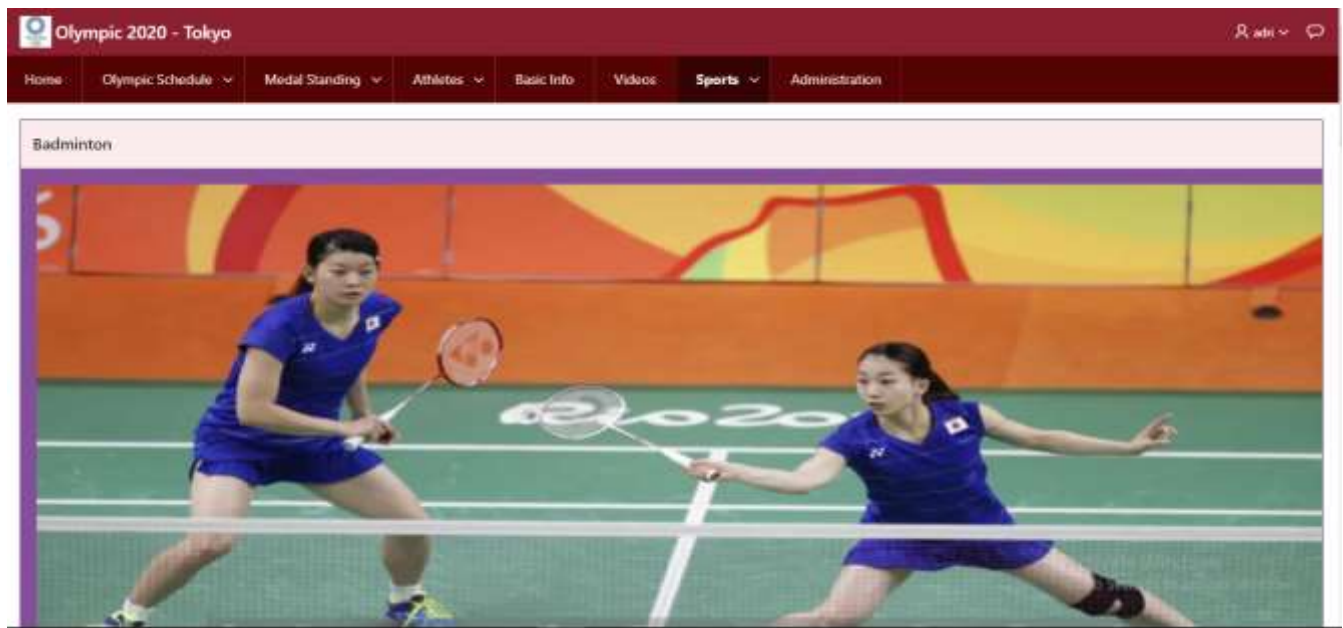 Olympic 2020 - Tokyo
adri
Home Olympic Schedule Medal Standing Athletes Basic Info Videos Sports Administration
Badminton